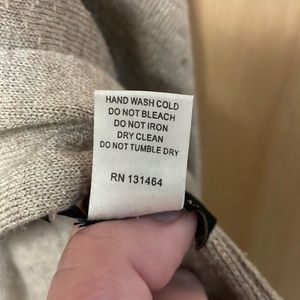 HAND WASH COLD
DO NOT BLEACH
DO NOT IRON
DRY CLEAN
DO NOT TUMBLE DRY
RN 131464